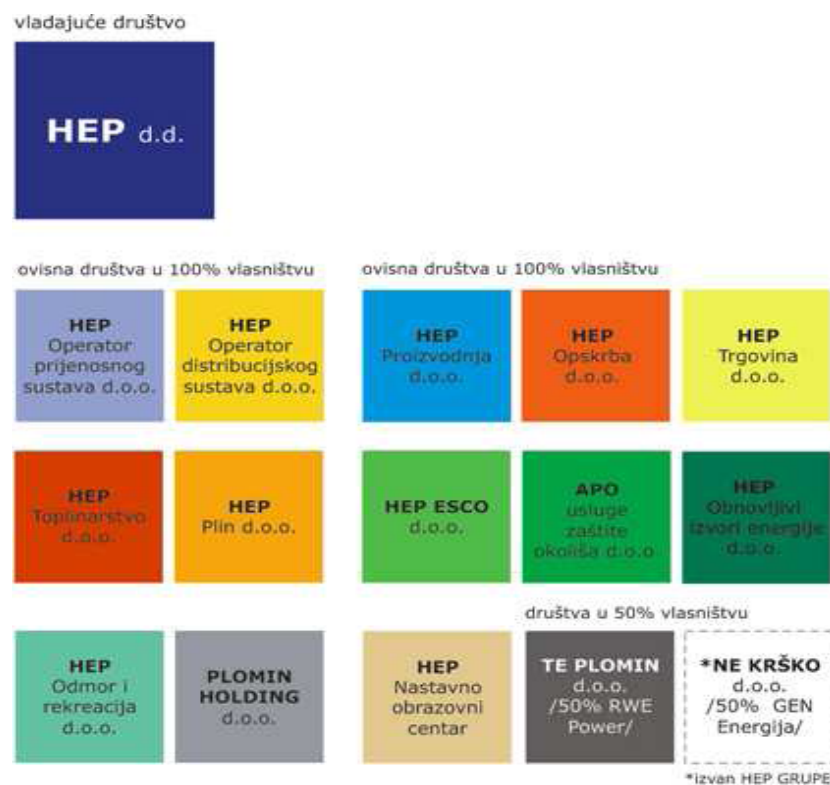 vladajuće društvo
HEP d.d.
ovisna društva u 100% vlasništvu
HEP
Operator
prijenosnog
sustava d.o.o.
HEP
Operator
distribucijskog
sustava d.o.o.
ovisna društva u 100% vlasništvu
HEP
Proizvodnja
d.o.o.
HEP
Opskrba
d.o.o.
HEP
Trgovina
d.o.o.
HEP
Toplinarstvo
d.o.o.
HEP
Plin d.o.o.
HEP ESCO
d.o.o.
APO
usluge
zaštite
okoliša d.o.o
HEP
Obnovljivi
izvori energije
d.o.o.
HEP
Odmor i
rekreacija
d.o.o.
PLOMIN
HOLDING
d.o.o.
HEP
Nastavno
obrazovni
centar
društva u 50% vlasništvu
TE PLOMIN
d.o.o.
/50% RWE
Power/
*NE KRŠKO
d.o.o.
/50% GEN
Energija/
*izvan HEP GRUPE